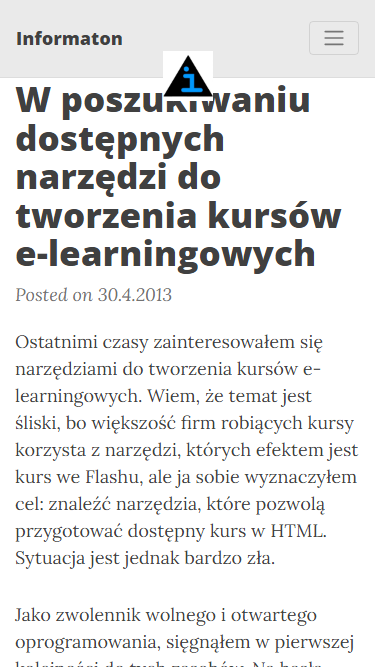 Informaton
W poszukiwaniu
dostępnych
narzędzi do
tworzenia kursów
e-learningowych
Posted on 30.4.2013
Ostatnimi czasy zainteresowałem się
narzędziami do tworzenia kursów e-
learningowych. Wiem, że temat jest
śliski, bo większość firm robiących kursy
korzysta z narzędzi, których efektem jest
kurs we Flashu, ale ja sobie wyznaczyłem
cel: znaleźć narzędzia, które pozwolą
przygotować dostępny kurs w HTML.
Sytuacja jest jednak bardzo zła.
Jako zwolennik wolnego i otwartego
oprogramowania, sięgnąłem w pierwszej